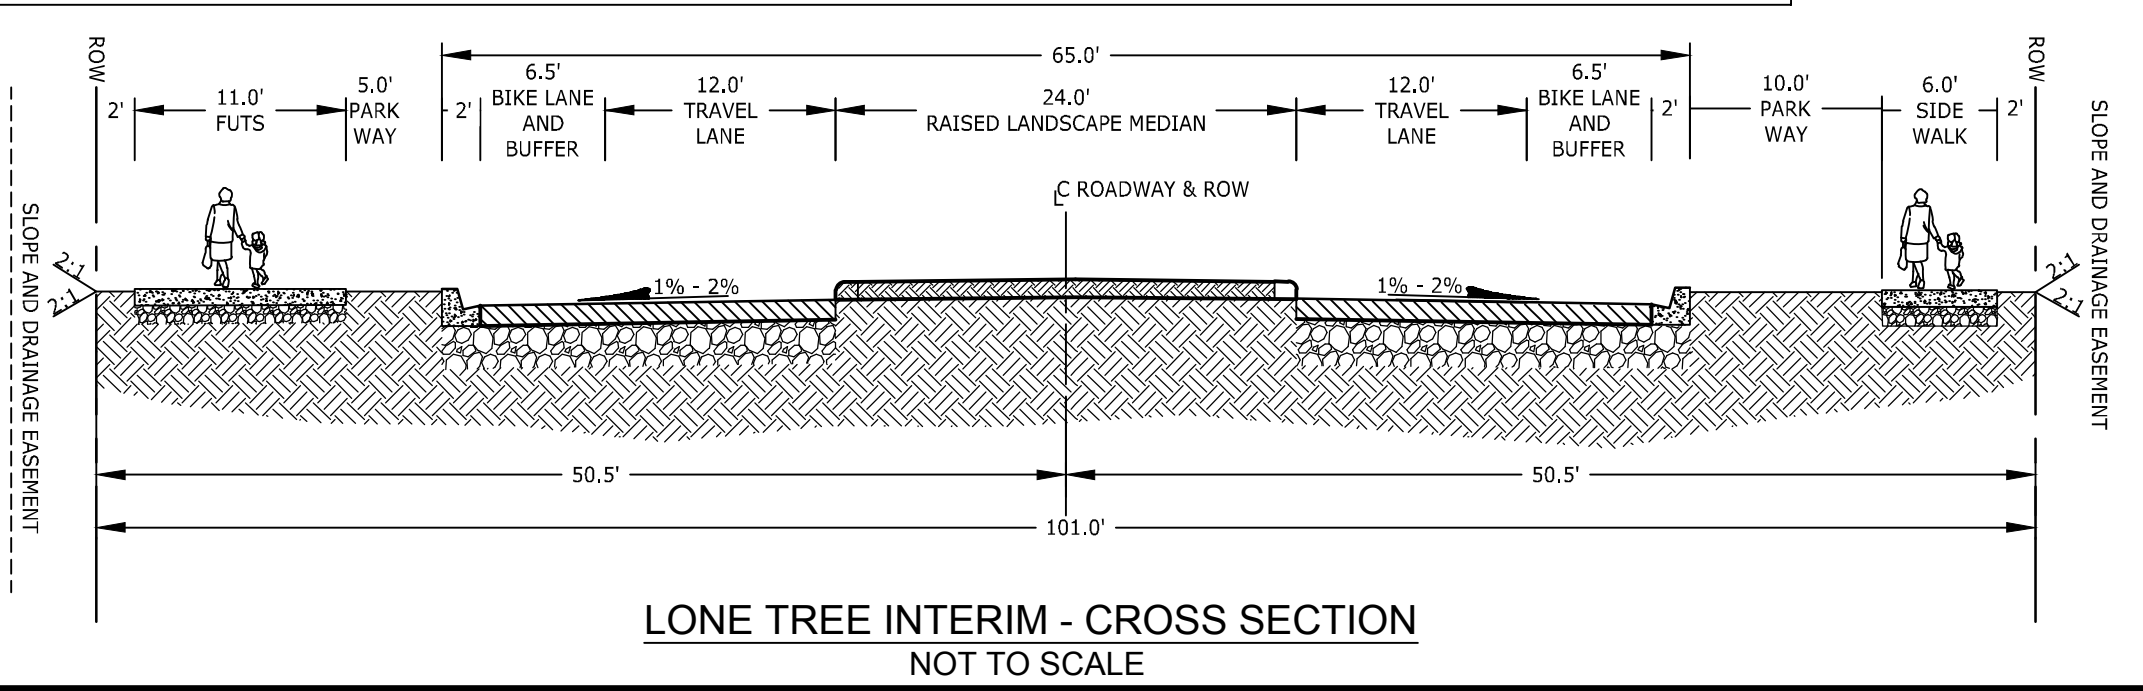 ROW
ROW
65.0'
2'
11.0'
FUTS
5.0'
PARK
WAY
2'
6.5'
BIKE LANE
AND
BUFFER
12.0'
TRAVEL
LANE
24.0'
RAISED LANDSCAPE MEDIAN
12.0'
TRAVEL
LANE
6.5'
BIKE LANE
AND
BUFFER
2'
10.0'
PARK
WAY
6.0'
SIDE
WALK
2'
SLOPE AND DRAINAGE EASEMENT
SLOPE AND DRAINAGE EASEMENT
CL ROADWAY & ROW
2:1
2:1
1% - 2%
1% - 2%
2:1
2:1
50.5'
50.5'
101.0'
LONE TREE INTERIM - CROSS SECTION
NOT TO SCALE